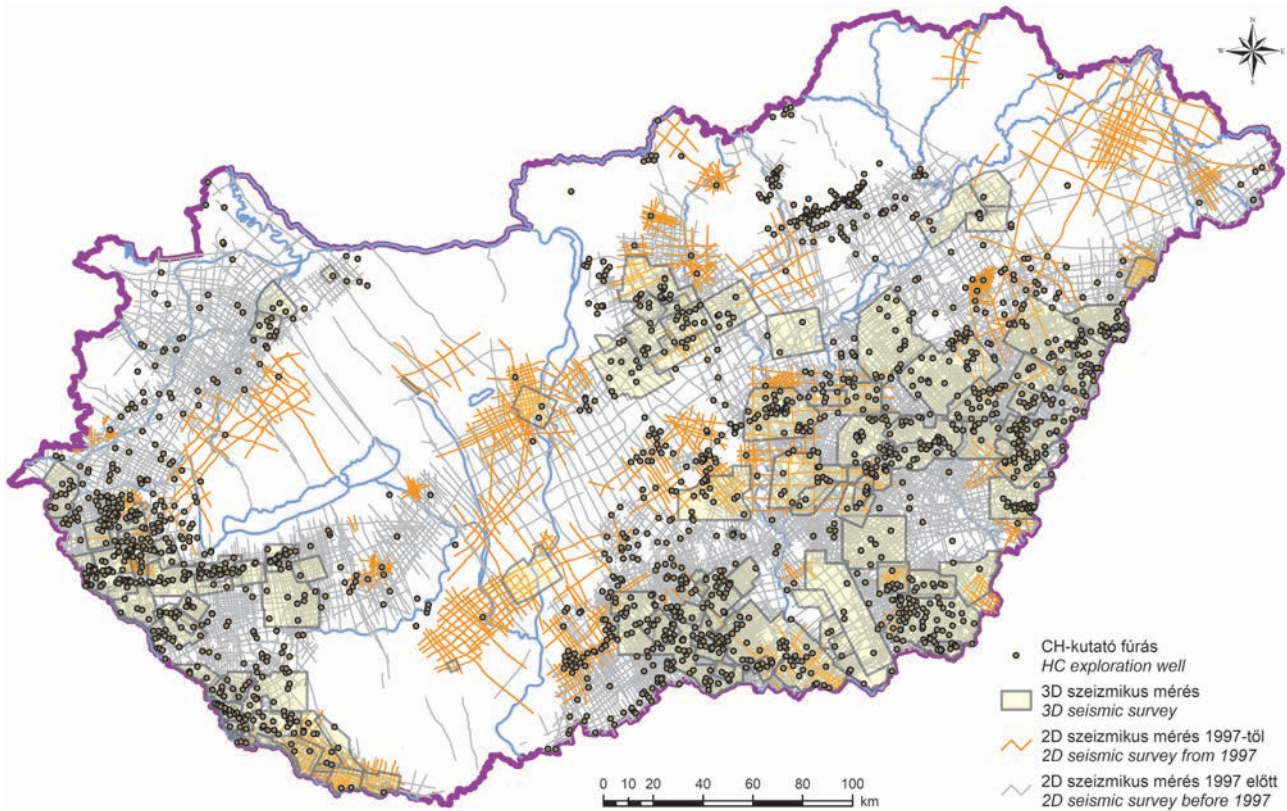 N
W E
S
CH-kutató fúrás
HC exploration well
3D szeizmikus mérés
3D seismic survey
2D szeizmikus mérés 1997-től
2D seismic survey from 1997
2D szeizmikus mérés 1997 előtt
2D seismic survey before 1997
0 10 20 40 60 80 100
km